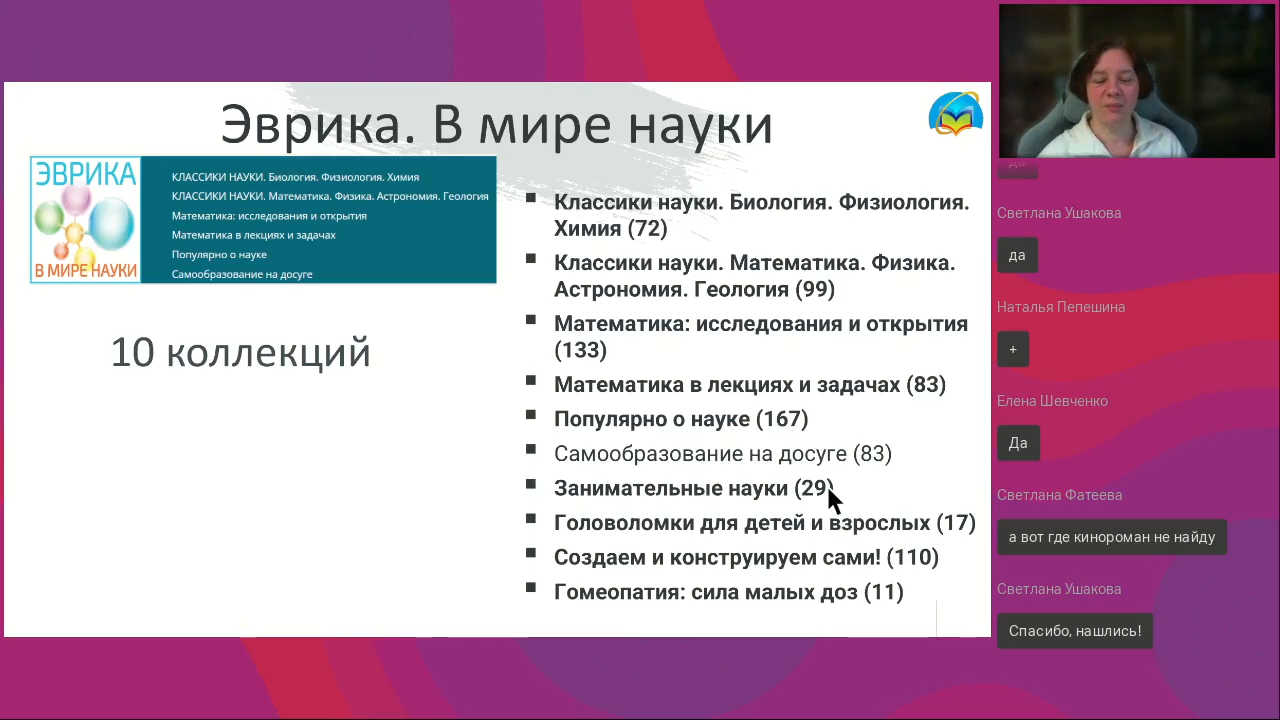 Эврика. В мире науки
ЭВРИКА
В МИРЕ НАУКИ
КЛАССИКИ НАУКИ. Биология. Физиология. Химия
КЛАССИКИ НАУКИ. Математика. Физика. Астрономия. Геология
Математика: исследования и открытия
Математика в лекциях и задачах
Популярно о науке
Самообразование на досуге
10 коллекций
Классики науки. Биология. Физиология.
Химия (72)
Классики науки. Математика. Физика.
Астрономия. Геология (99)
Математика: исследования и открытия
(133)
Математика в лекциях и задачах (83)
Популярно о науке (167)
Самообразование на досуге (83)
Занимательные науки (29)
Головоломки для детей и взрослых (17)
Создаем и конструируем сами! (110)
Гомеопатия: сила малых доз (11)
да
Светлана Ушакова
да
Наталья Пепешина
+
Елена Шевченко
Да
Светлана Фатеева
а вот где кинороман не найду
Светлана Ушакова
Спасибо, нашлись!